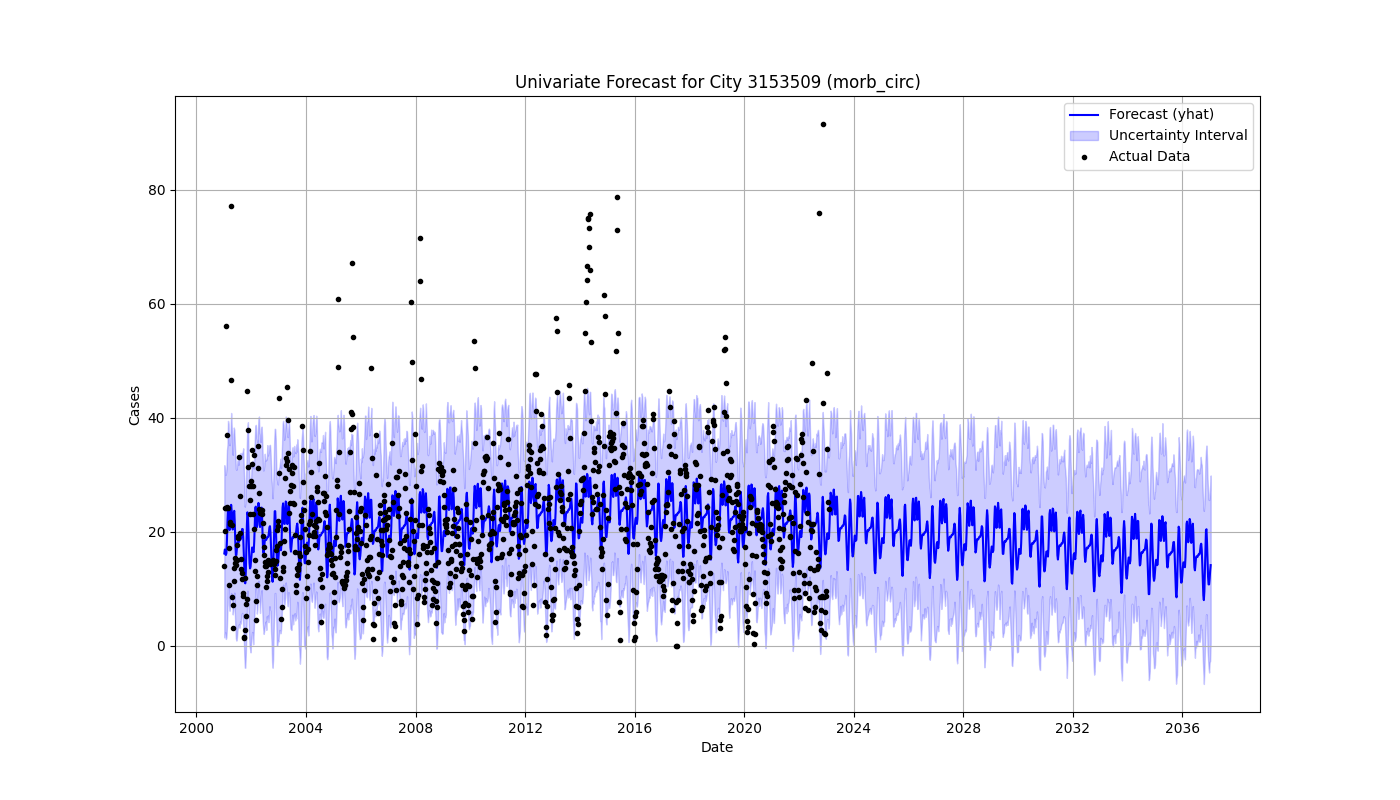 Univariate Forecast for City 3153509 (morb_circ)
Forecast (yhat)
Uncertainty Interval
Actual Data
Cases
80
60
40
20
0
2000 2004 2008 2012 2016 2020 2024 2028 2032 2036
Date